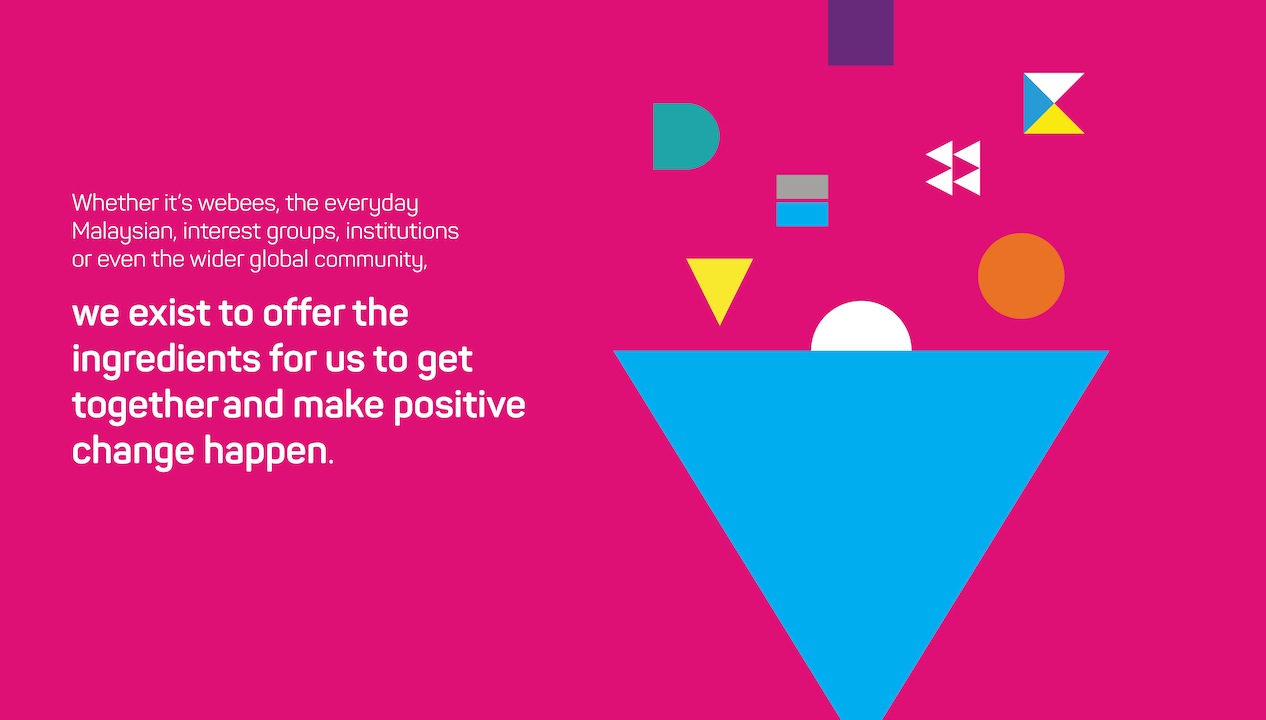 Whether it's webees, the everyday
Malaysian, interest groups, institutions
or even the wider global community,
we exist to offer the
ingredients for us to get
together and make positive
change happen.